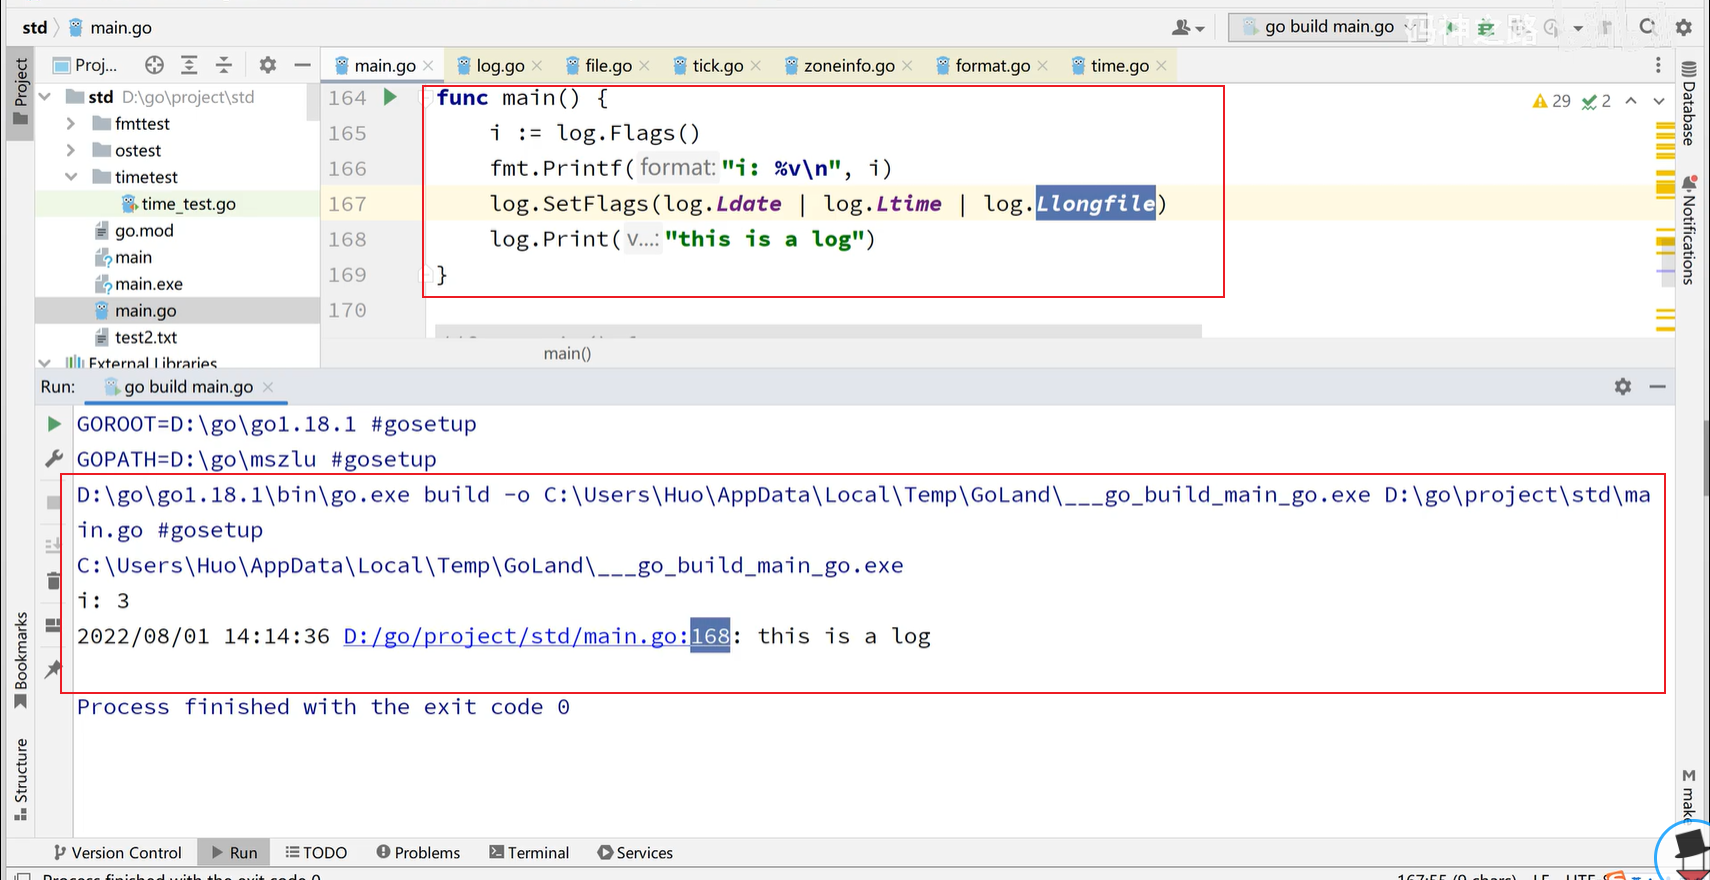 std
main.go
go build main.go
码神之路
Project
Proj...
main.go
log.go
file.go
tick.go
zoneinfo.go
format.go
time.go
std D:\go\project\std
fmttest
ostest
timetest
time_test.go
go.mod
main
main.exe
main.go
test2.txt
External Libraries
164 func main() {
165 i := log.Flags()
166 fmt.Printf( format: "i: %v\n", i)
167 log.SetFlags(log.Ldate | log.Ltime | log.Llongfile)
168 log.Print( v...: "this is a log")
169 }
170
29 2
main()
Database
Notifications
make
Run: go build main.go
GOROOT=D:\go\go1.18.1 #gosetup
GOPATH=D:\go\mszlu #gosetup
D:\go\go1.18.1\bin\go.exe build -o C:\Users\Huo\AppData\Local\Temp\GoLand\___go_build_main_go.exe D:\go\project\std\ma
in.go #gosetup
C:\Users\Huo\AppData\Local\Temp\GoLand\___go_build_main_go.exe
i: 3
2022/08/01 14:14:36 D:/go/project/std/main.go:168: this is a log
Process finished with the exit code 0
Bookmarks
Structure
Version Control
Run
TODO
Problems
Terminal
Services
Process finished with the exit code 0
167:55 (9 chars) LF